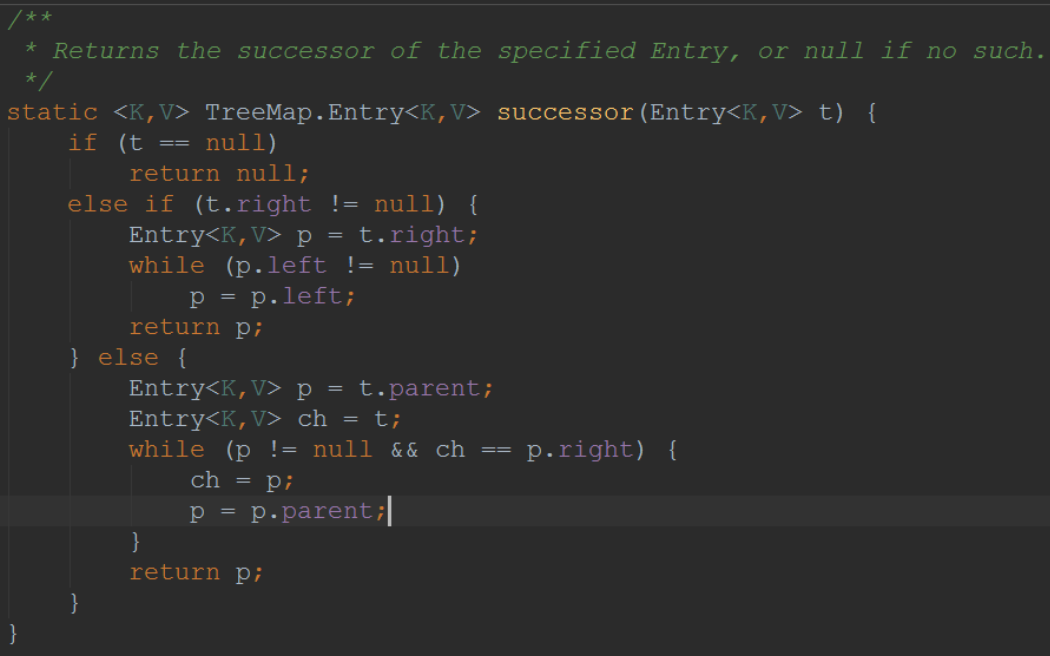 /**
 * Returns the successor of the specified Entry, or null if no such.
 */
static <K,V> TreeMap.Entry<K,V> successor(Entry<K,V> t) {
    if (t == null)
        return null;
    else if (t.right != null) {
        Entry<K,V> p = t.right;
        while (p.left != null)
            p = p.left;
        return p;
    } else {
        Entry<K,V> p = t.parent;
        Entry<K,V> ch = t;
        while (p != null && ch == p.right) {
            ch = p;
            p = p.parent;
        }
        return p;
    }
}